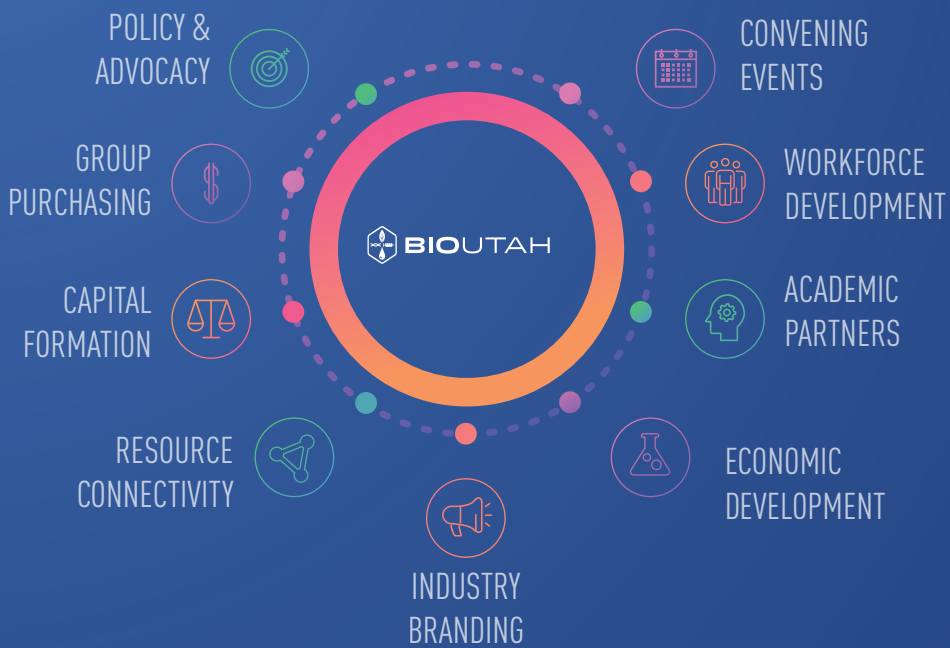 POLICY &
ADVOCACY
CONVENING
EVENTS
GROUP
PURCHASING
WORKFORCE
DEVELOPMENT
BIOUTAH
CAPITAL
FORMATION
ACADEMIC
PARTNERS
RESOURCE
CONNECTIVITY
ECONOMIC
DEVELOPMENT
INDUSTRY
BRANDING